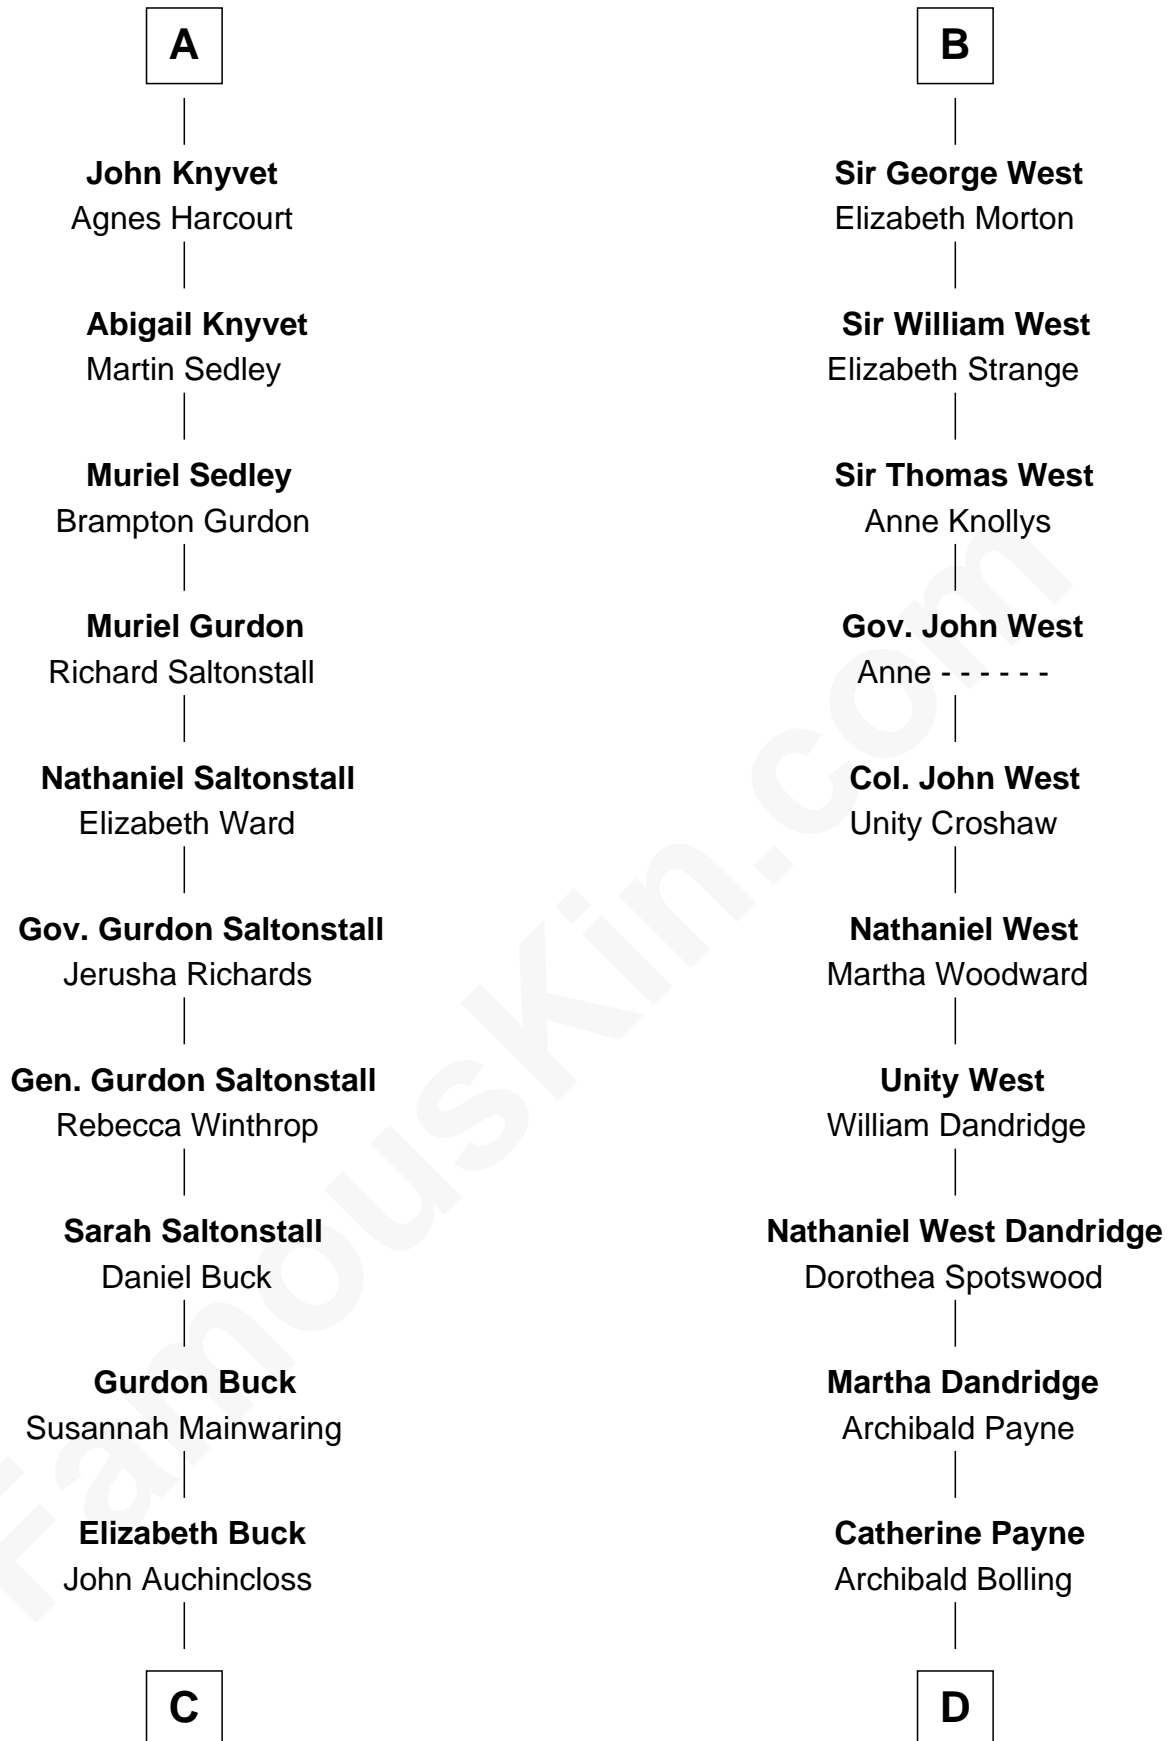 A
John Knyvet
Agnes Harcourt
Abigail Knyvet
Martin Sedley
Muriel Sedley
Brampton Gurdon
Muriel Gurdon
Richard Saltonstall
Nathaniel Saltonstall
Elizabeth Ward
Gov. Gurdon Saltonstall
Jerusha Richards
Gen. Gurdon Saltonstall
Rebecca Winthrop
Sarah Saltonstall
Daniel Buck
Gurdon Buck
Susannah Mainwaring
Elizabeth Buck
John Auchincloss
C
B
Sir George West
Elizabeth Morton
Sir William West
Elizabeth Strange
Sir Thomas West
Anne Knollys
Gov. John West
Anne - - - - - -
Col. John West
Unity Croshaw
Nathaniel West
Martha Woodward
Unity West
William Dandridge
Nathaniel West Dandridge
Dorothea Spotswood
Martha Dandridge
Archibald Payne
Catherine Payne
Archibald Bolling
D
FamousKin.com